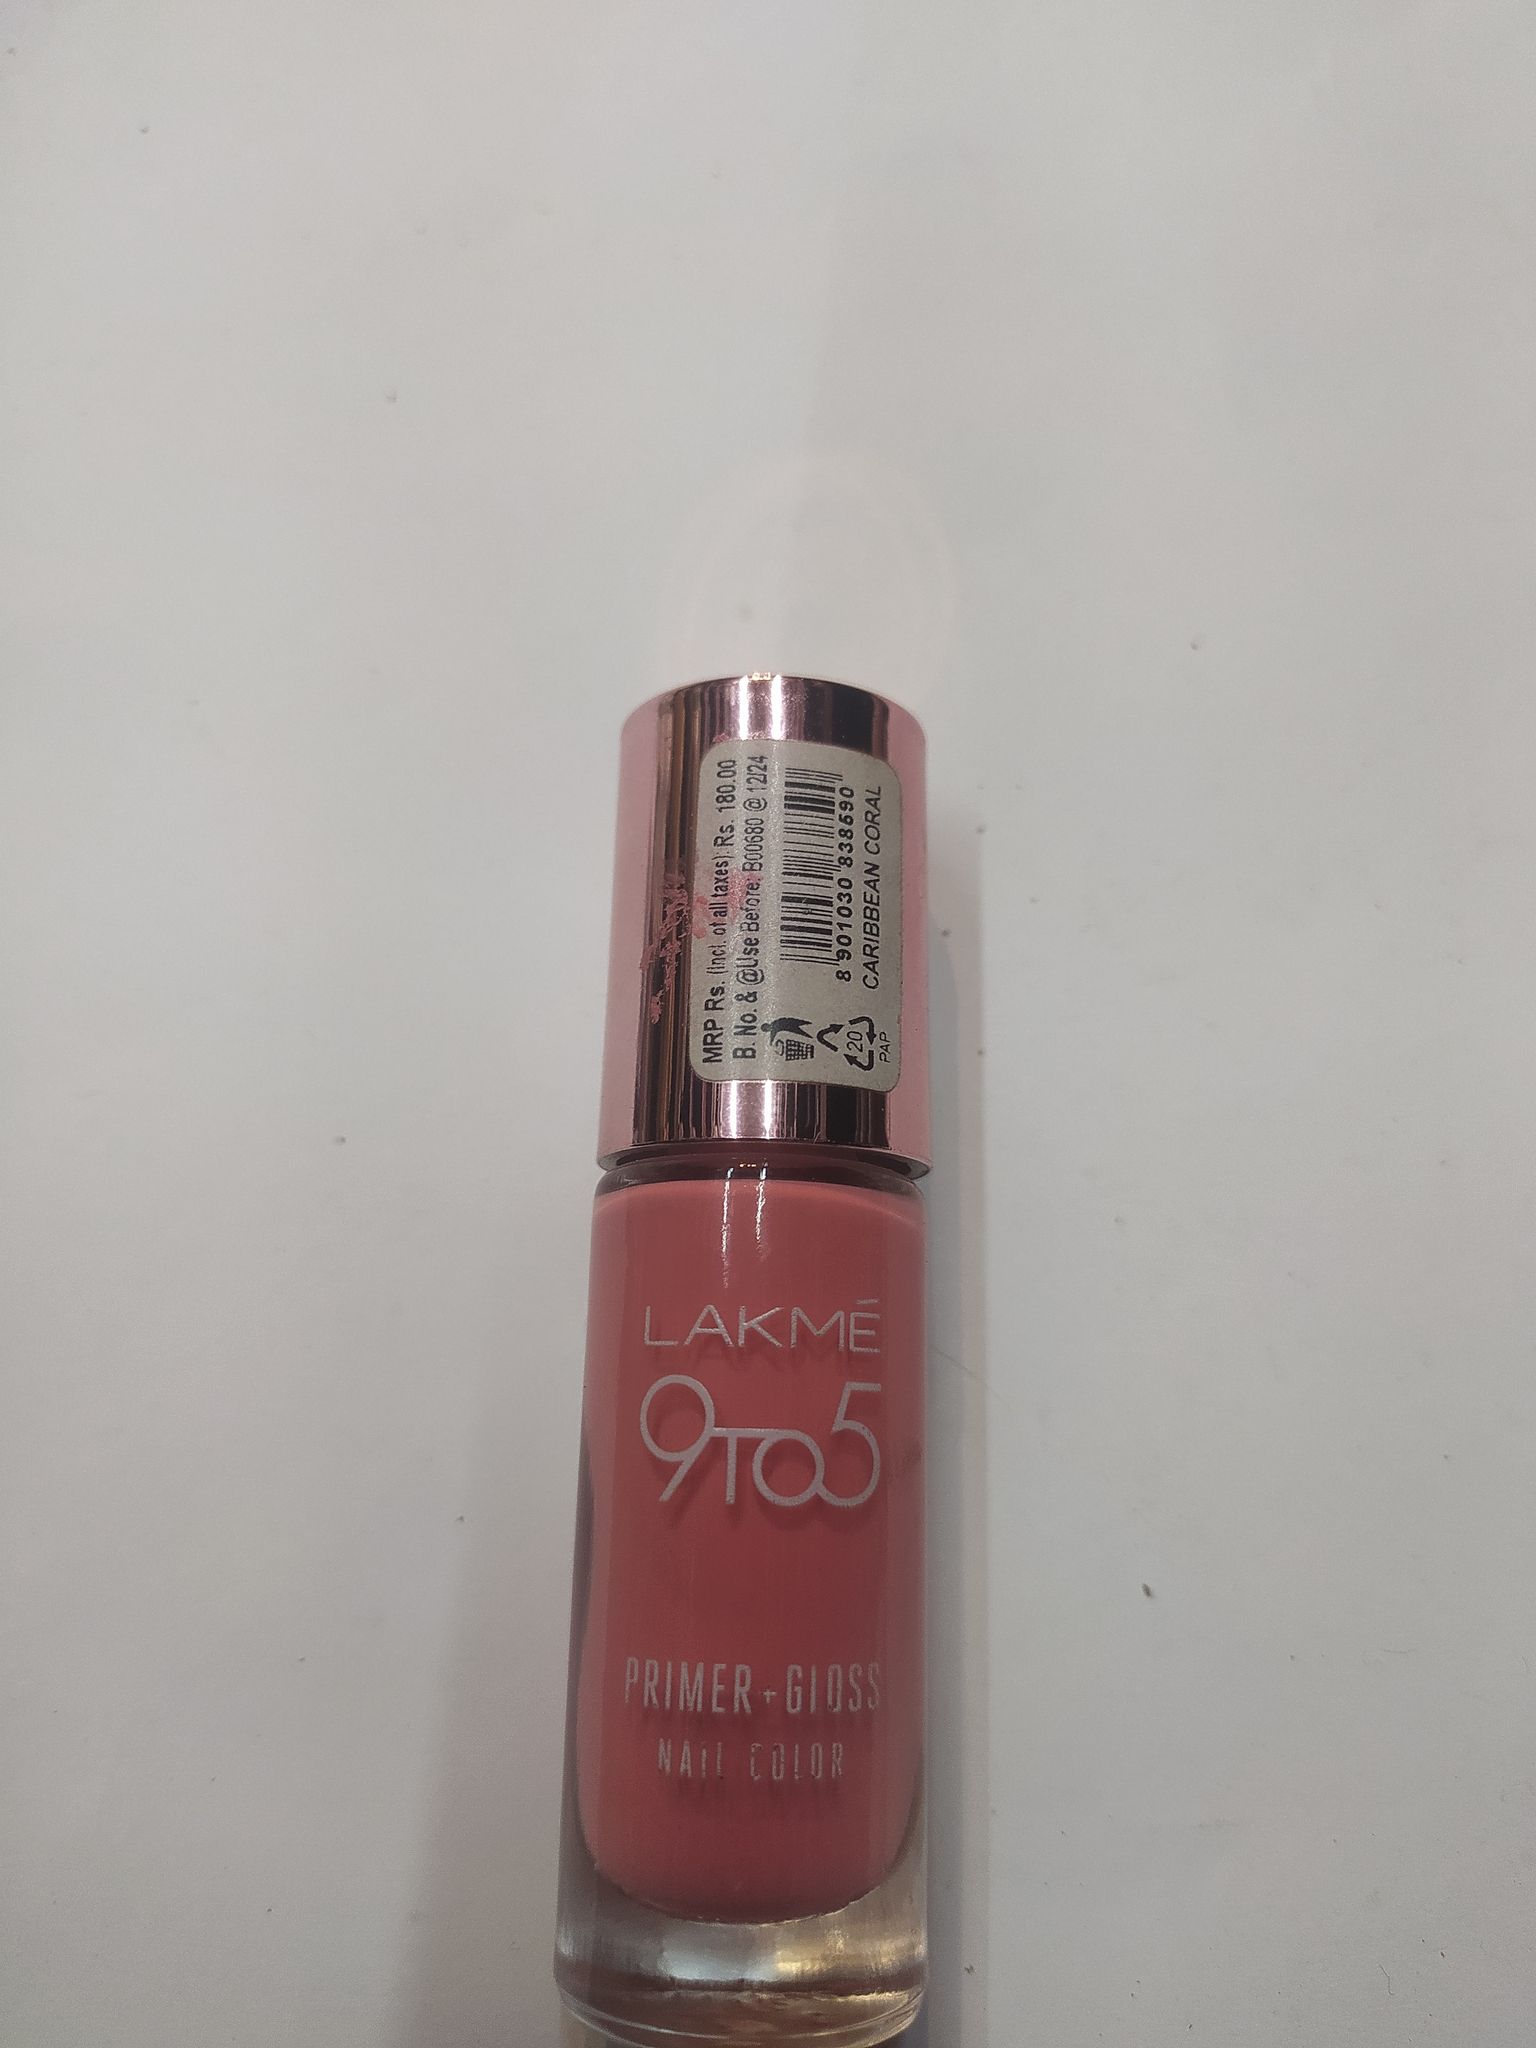 MRP Rs. (incl. of all taxes): Rs. 180.00
B. No. & @Use Before: B00680 @ 12/24
8 901030 838590
CARIBBEAN CORAL
20
PAP
LAKMÉ
9TO5
PRIMER+GLOSS
NAIL COLOR